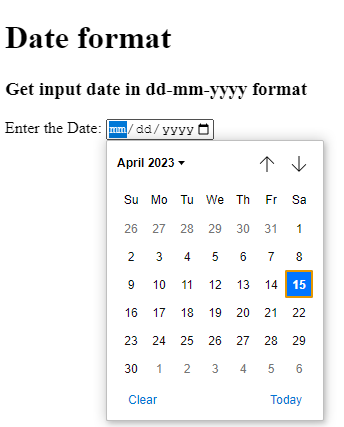 Date format
Get input date in dd-mm-yyyy format
Enter the Date: mm/dd/yyyy
April 2023
Su Mo Tu We Th Fr Sa
26 27 28 29 30 31 1
2 3 4 5 6 7 8
9 10 11 12 13 14 15
16 17 18 19 20 21 22
23 24 25 26 27 28 29
30 1 2 3 4 5 6
Clear Today